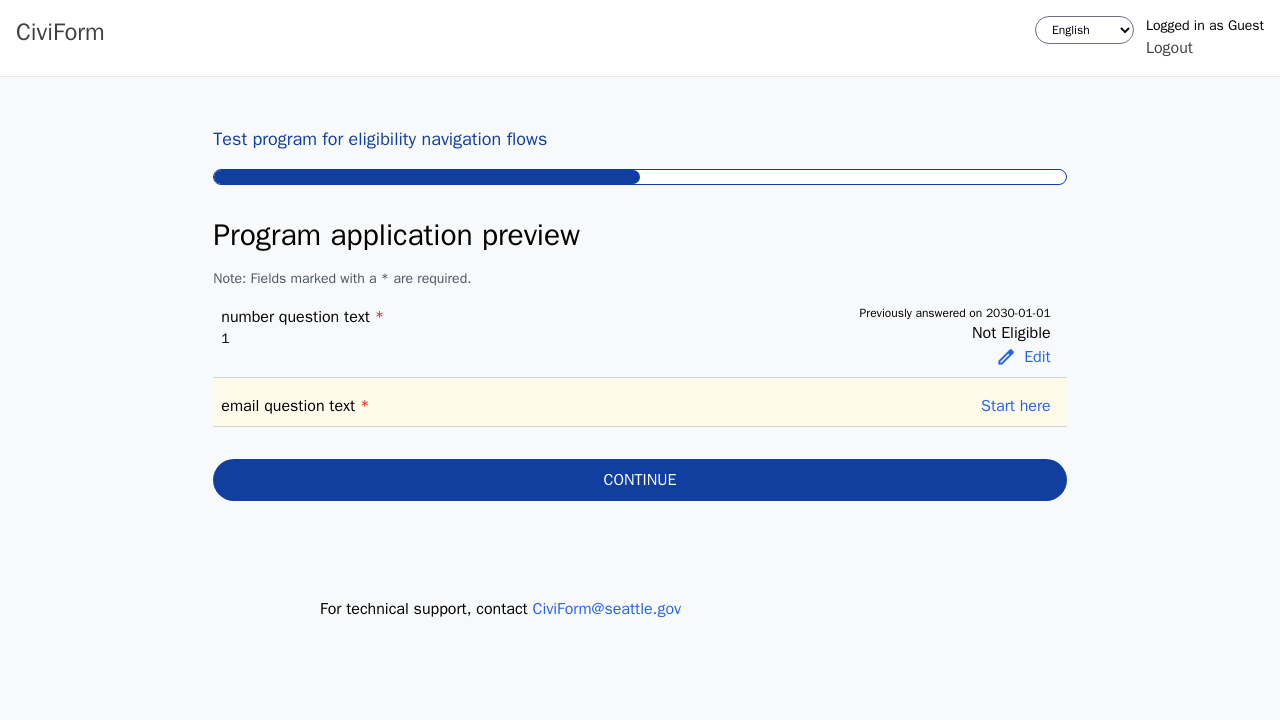 CiviForm
English
Logged in as Guest
Logout
Test program for eligibility navigation flows
Program application preview
Note: Fields marked with a * are required.
number question text *
1
Previously answered on 2030-01-01
Not Eligible
Edit
email question text *
Start here
CONTINUE
For technical support, contact CiviForm@seattle.gov